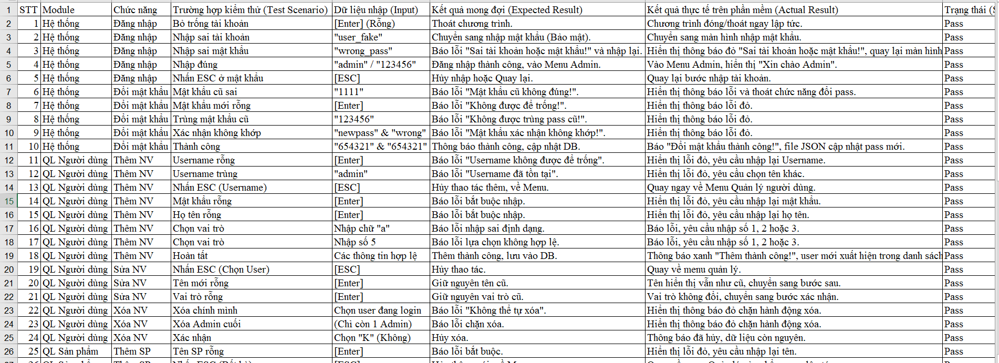 1 STT Module Chức năng Trường hợp kiểm thử (Test Scenario) Dữ liệu nhập (Input) Kết quả mong đợi (Expected Result) Kết quả thực tế trên phần mềm (Actual Result) Trạng thái (S
2 1 Hệ thống Đăng nhập Bỏ trống tài khoản [Enter] (Rỗng) Thoát chương trình. Chương trình đóng/thoát ngay lập tức. Pass
3 2 Hệ thống Đăng nhập Nhập sai tài khoản "user_fake" Chuyển sang nhập mật khẩu (Bảo mật). Chuyển sang màn hình nhập mật khẩu. Pass
4 3 Hệ thống Đăng nhập Nhập sai mật khẩu "wrong_pass" Báo lỗi "Sai tài khoản hoặc mật khẩu!" và nhập lại. Hiển thị thông báo đỏ "Sai tài khoản hoặc mật khẩu!", quay lại màn hình Pass
5 4 Hệ thống Đăng nhập Nhập đúng "admin" / "123456" Đăng nhập thành công, vào Menu Admin. Vào Menu Admin, hiển thị "Xin chào Admin". Pass
6 5 Hệ thống Đăng nhập Nhấn ESC ở mật khẩu [ESC] Hủy nhập hoặc Quay lại. Quay lại bước nhập tài khoản. Pass
7 6 Hệ thống Đổi mật khẩu Mật khẩu cũ sai "1111" Báo lỗi "Mật khẩu cũ không đúng!". Hiển thị thông báo lỗi và thoát chức năng đổi pass. Pass
8 7 Hệ thống Đổi mật khẩu Mật khẩu mới rỗng [Enter] Báo lỗi "Không được để trống!". Hiển thị thông báo lỗi đỏ. Pass
9 8 Hệ thống Đổi mật khẩu Trùng mật khẩu cũ "123456" Báo lỗi "Không được trùng pass cũ!". Hiển thị thông báo lỗi đỏ. Pass
10 9 Hệ thống Đổi mật khẩu Xác nhận không khớp "newpass" & "wrong" Báo lỗi "Mật khẩu xác nhận không khớp!". Hiển thị thông báo lỗi đỏ. Pass
11 10 Hệ thống Đổi mật khẩu Thành công "654321" & "654321" Thông báo thành công, cập nhật DB. Báo "Đổi mật khẩu thành công!", file JSON cập nhật pass mới. Pass
12 11 QL Người dùng Thêm NV Username rỗng [Enter] Báo lỗi "Username không được để trống". Hiển thị lỗi đỏ, yêu cầu nhập lại Username. Pass
13 12 QL Người dùng Thêm NV Username trùng "admin" Báo lỗi "Username đã tồn tại". Hiển thị lỗi đỏ, yêu cầu chọn tên khác. Pass
14 13 QL Người dùng Thêm NV Nhấn ESC (Username) [ESC] Hủy thao tác thêm, về Menu. Quay ngay về Menu Quản lý người dùng. Pass
15 14 QL Người dùng Thêm NV Mật khẩu rỗng [Enter] Báo lỗi bắt buộc nhập. Hiển thị lỗi đỏ, yêu cầu nhập lại mật khẩu. Pass
16 15 QL Người dùng Thêm NV Họ tên rỗng [Enter] Báo lỗi bắt buộc nhập. Hiển thị lỗi đỏ, yêu cầu nhập lại họ tên. Pass
17 16 QL Người dùng Thêm NV Chọn vai trò Nhập chữ "a" Báo lỗi nhập sai định dạng. Báo lỗi, yêu cầu nhập số 1, 2 hoặc 3. Pass
18 17 QL Người dùng Thêm NV Chọn vai trò Nhập số 5 Báo lỗi lựa chọn không hợp lệ. Báo lỗi, yêu cầu nhập số 1, 2 hoặc 3. Pass
19 18 QL Người dùng Thêm NV Hoàn tất Các thông tin hợp lệ Thêm thành công, lưu vào DB. Thông báo xanh "Thêm thành công!", user mới xuất hiện trong danh sách Pass
20 19 QL Người dùng Sửa NV Nhấn ESC (Chọn User) [ESC] Hủy thao tác. Quay về menu quản lý. Pass
21 20 QL Người dùng Sửa NV Tên mới rỗng [Enter] Giữ nguyên tên cũ. Tên hiển thị vẫn như cũ, chuyển sang bước sau. Pass
22 21 QL Người dùng Sửa NV Vai trò rỗng [Enter] Giữ nguyên vai trò cũ. Vai trò không đổi, chuyển sang bước xác nhận. Pass
23 22 QL Người dùng Xóa NV Xóa chính mình Chọn user đang login Báo lỗi "Không thể tự xóa". Hiển thị thông báo đỏ chặn hành động xóa. Pass
24 23 QL Người dùng Xóa NV Xóa Admin cuối (Chỉ còn 1 Admin) Báo lỗi chặn xóa. Hiển thị thông báo đỏ chặn hành động xóa. Pass
25 24 QL Người dùng Xóa NV Xác nhận Chọn "K" (Không) Hủy xóa. Thông báo đã hủy, dữ liệu còn nguyên. Pass
26 25 QL Sản phẩm Thêm SP Tên SP rỗng [Enter] Báo lỗi bắt buộc. Hiển thị lỗi đỏ, yêu cầu nhập lại tên. Pass